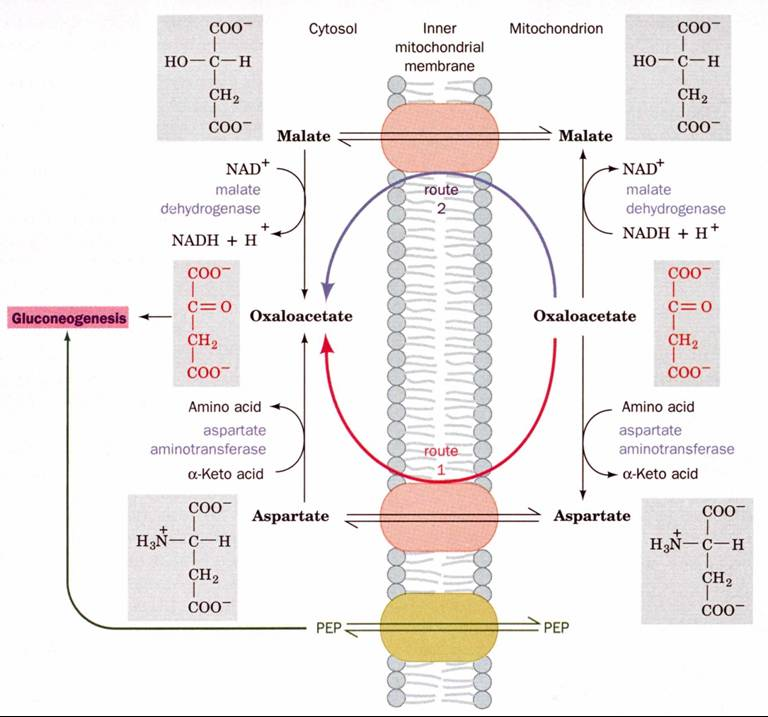 COO⁻
HO—C—H
CH₂
COO⁻
Cytosol
Inner
mitochondrial
membrane
Mitochondrion
COO⁻
HO—C—H
CH₂
COO⁻
Malate
Malate
NAD⁺
malate
dehydrogenase
NADH + H⁺
route
2
NAD⁺
malate
dehydrogenase
NADH + H⁺
COO⁻
C=O
CH₂
COO⁻
Gluconeogenesis
Oxaloacetate
Oxaloacetate
COO⁻
C=O
CH₂
COO⁻
Amino acid
aspartate
aminotransferase
α-Keto acid
route
1
Amino acid
aspartate
aminotransferase
α-Keto acid
COO⁻
H₃N⁺—C—H
CH₂
COO⁻
Aspartate
Aspartate
COO⁻
H₃N⁺—C—H
CH₂
COO⁻
PEP
PEP